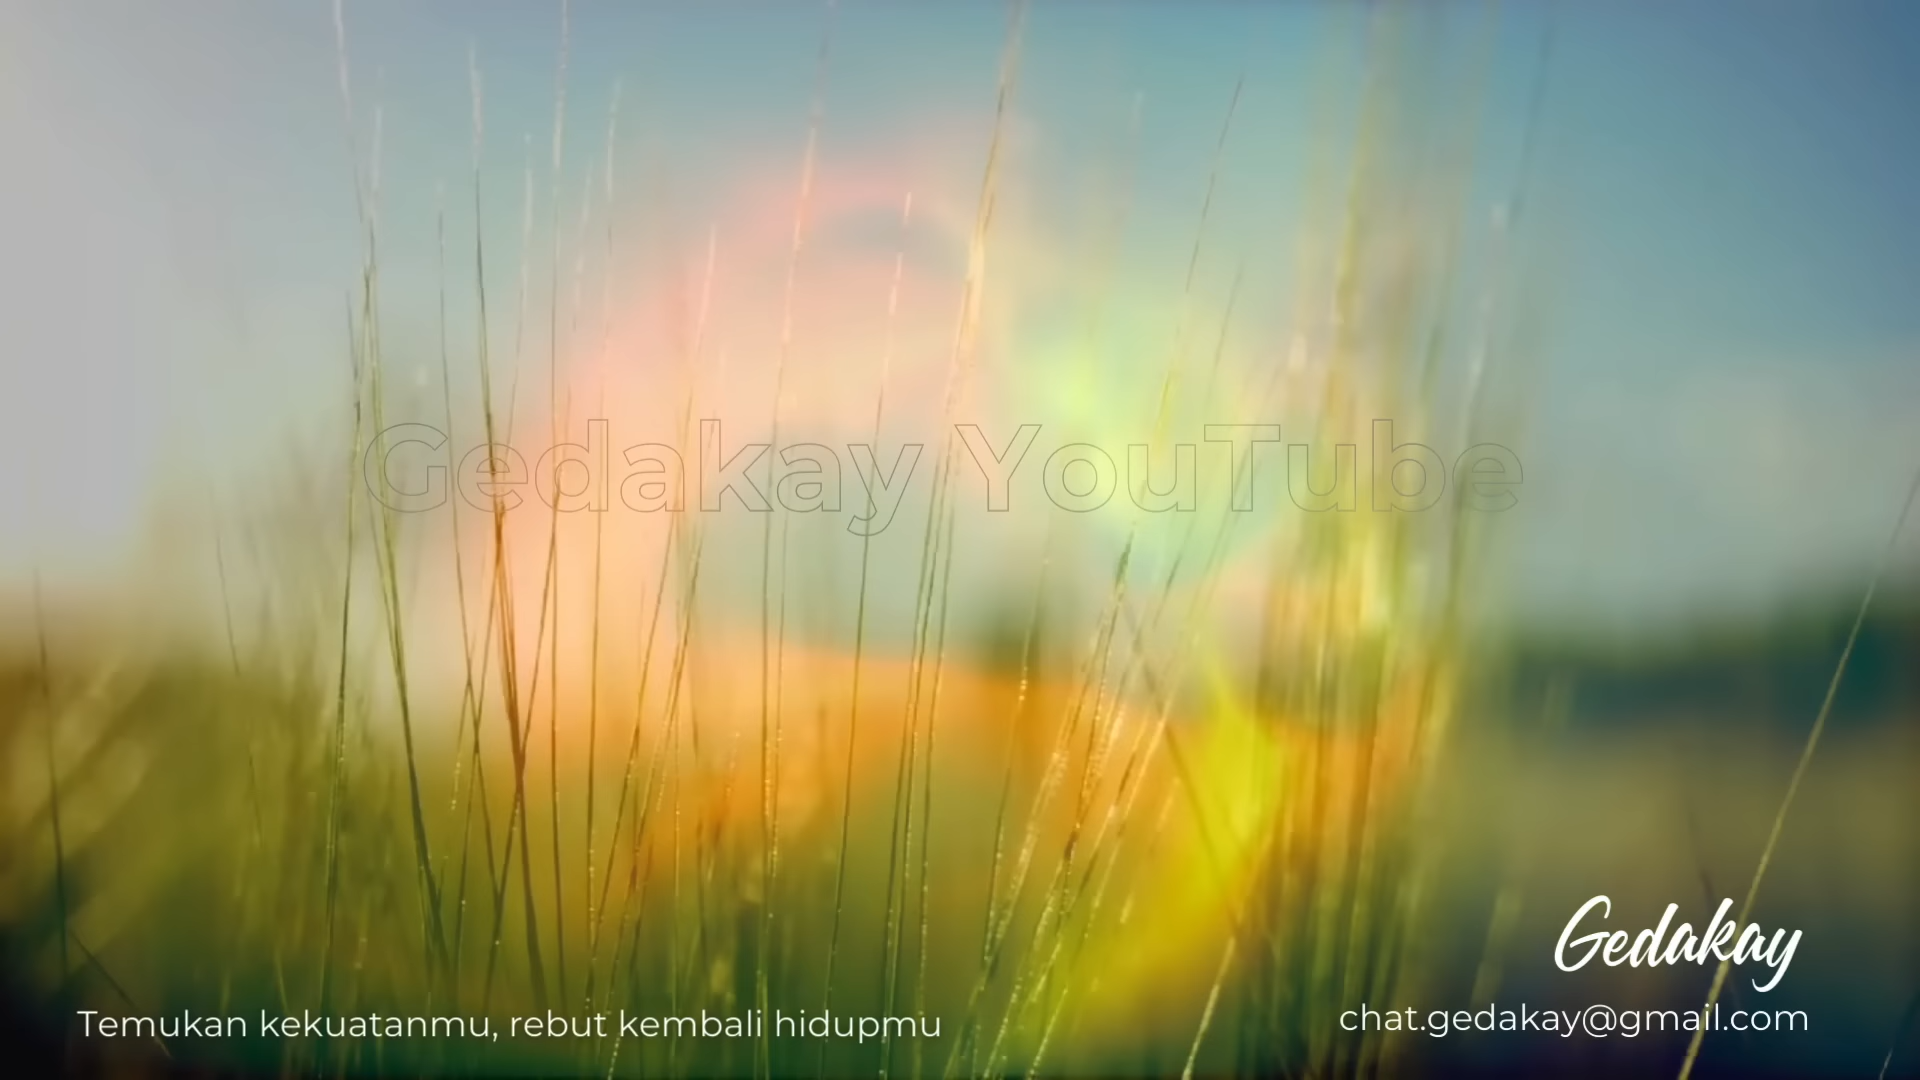 Gedakay YouTube
Gedakay
Temukan kekuatanmu, rebut kembali hidupmu
chat.gedakay@gmail.com